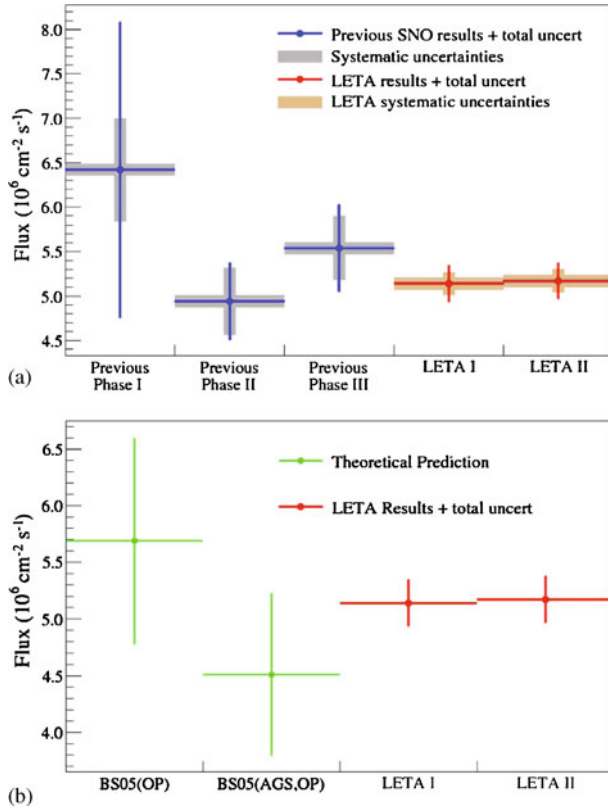 Previous SNO results + total uncert
Systematic uncertainties
LETA results + total uncert
LETA systematic uncertainties
Flux (10⁶ cm⁻² s⁻¹)
8.0
7.5
7.0
6.5
6.0
5.5
5.0
4.5
(a)
Previous Phase I
Previous Phase II
Previous Phase III
LETA I
LETA II
Theoretical Prediction
LETA Results + total uncert
Flux (10⁶ cm⁻² s⁻¹)
6.5
6.0
5.5
5.0
4.5
4.0
(b)
BS05(OP)
BS05(AGS,OP)
LETA I
LETA II